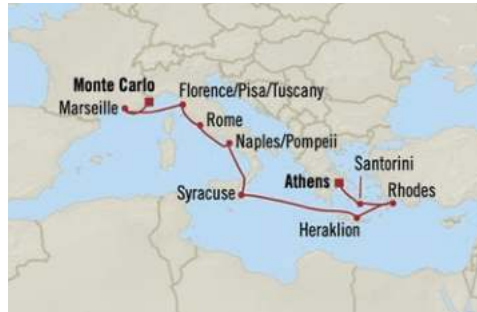 Monte Carlo
Florence/Pisa/Tuscany
Marseille
Rome
Naples/Pompeii
Santorini
Athens
Rhodes
Syracuse
Heraklion